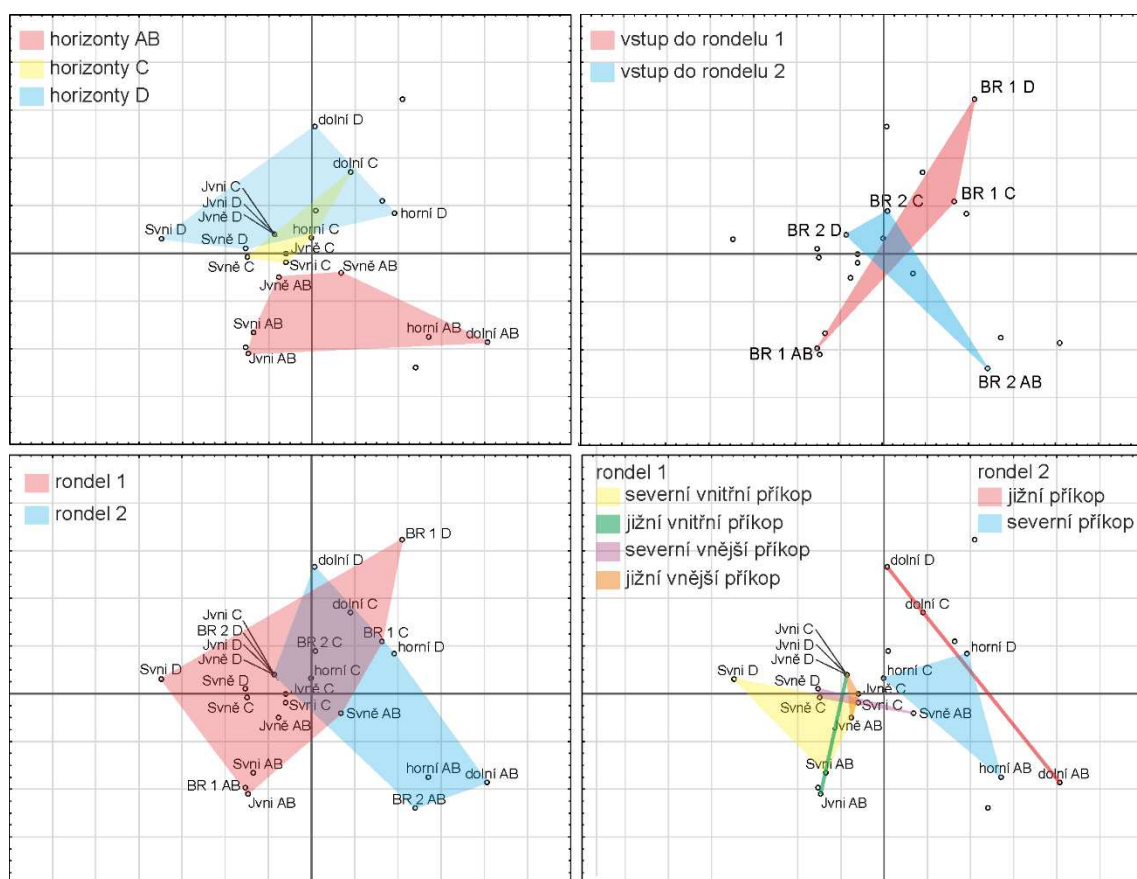 horizonty AB
horizonty C
horizonty D
dolní D
dolní C
Jvni C
Jvni D
Jvně D
horní D
Svni D
Svně D
horní C
Jvně C
Svně C
Svni C
Svně AB
Jvně AB
Svni AB
horní AB
dolní AB
Jvni AB
vstup do rondelu 1
vstup do rondelu 2
BR 1 D
BR 2 C
BR 1 C
BR 2 D
BR 1 AB
BR 2 AB
rondel 1
rondel 2
BR 1 D
dolní D
dolní C
Jvni C
BR 2 D
Jvni D
Jvně D
BR 1 C
BR 2 C
horní D
Svni D
horní C
Svně D
Jvně C
Svně C
Svni C
Svně AB
Jvně AB
Svni AB
horní AB
dolní AB
BR 1 AB
Jvni AB
BR 2 AB
rondel 1
severní vnitřní příkop
jižní vnitřní příkop
severní vnější příkop
jižní vnější příkop
rondel 2
jižní příkop
severní příkop
dolní D
dolní C
Jvni C
Jvni D
Jvně D
horní D
Svni D
horní C
Svně D
Jvně C
Svně C
Svni C
Svně AB
Jvně AB
Svni AB
horní AB
dolní AB
Jvni AB